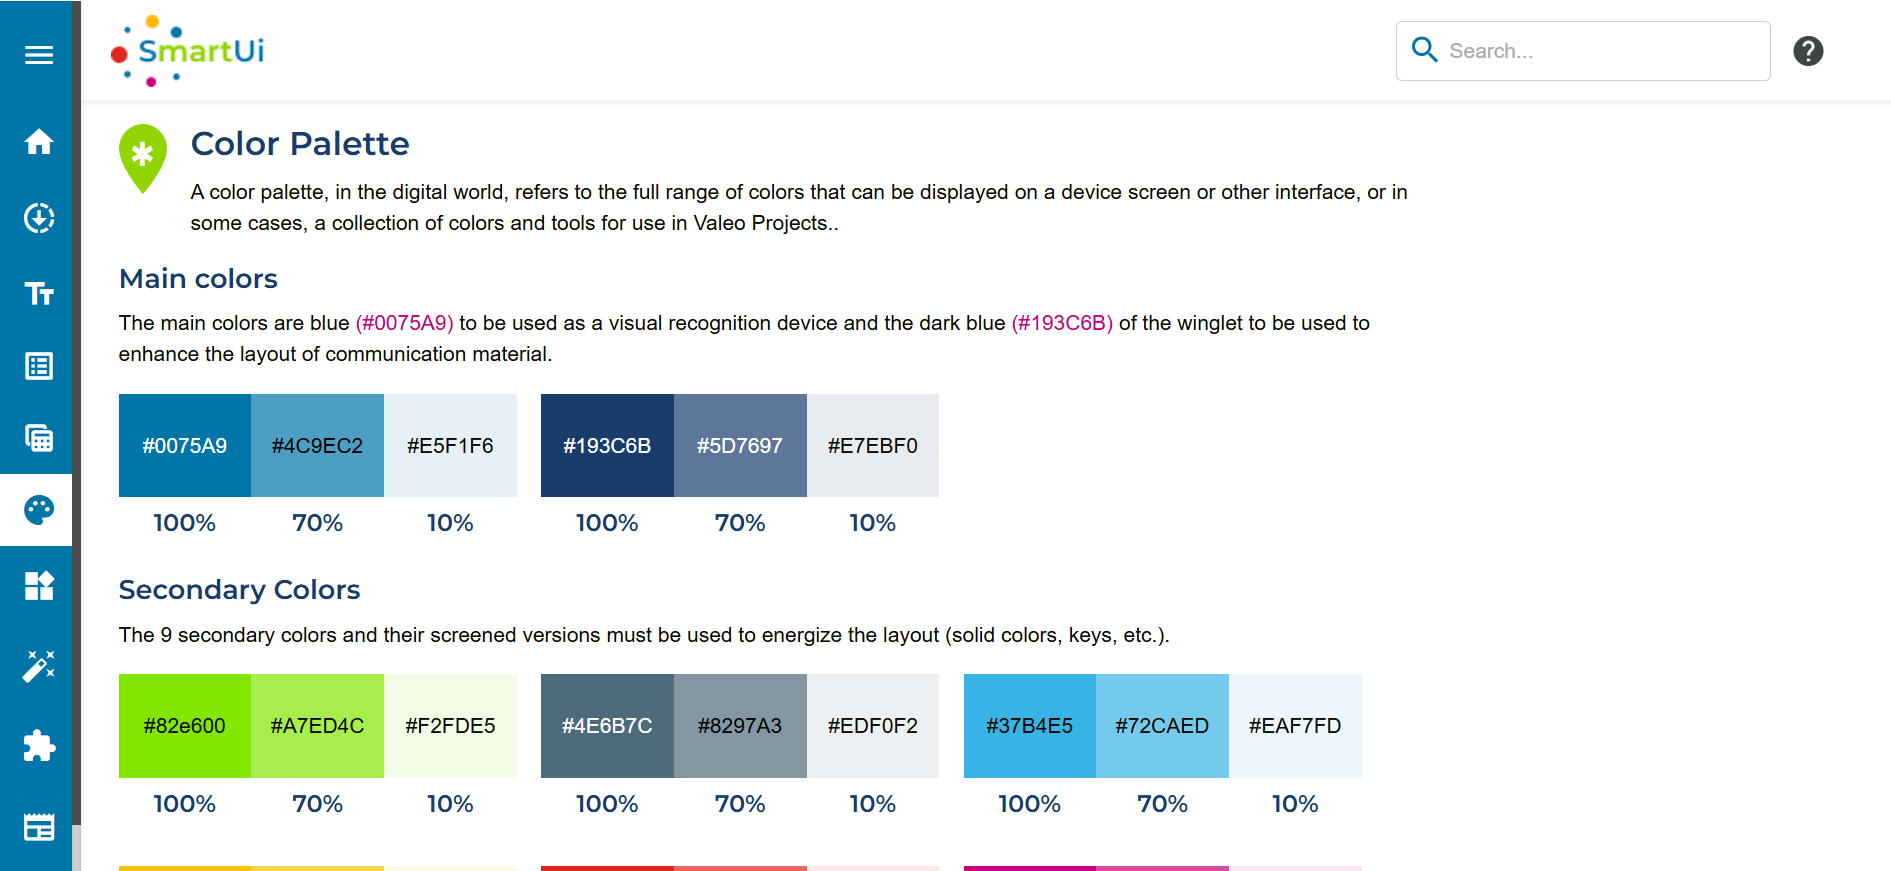 SmartUi
Search...
Color Palette
A color palette, in the digital world, refers to the full range of colors that can be displayed on a device screen or other interface, or in
some cases, a collection of colors and tools for use in Valeo Projects..
Main colors
The main colors are blue (#0075A9) to be used as a visual recognition device and the dark blue (#193C6B) of the winglet to be used to
enhance the layout of communication material.
#0075A9 #4C9EC2 #E5F1F6 #193C6B #5D7697 #E7EBF0
100% 70% 10% 100% 70% 10%
Secondary Colors
The 9 secondary colors and their screened versions must be used to energize the layout (solid colors, keys, etc.).
#82e600 #A7ED4C #F2FDE5 #4E6B7C #8297A3 #EDF0F2 #37B4E5 #72CAED #EAF7FD
100% 70% 10% 100% 70% 10% 100% 70% 10%